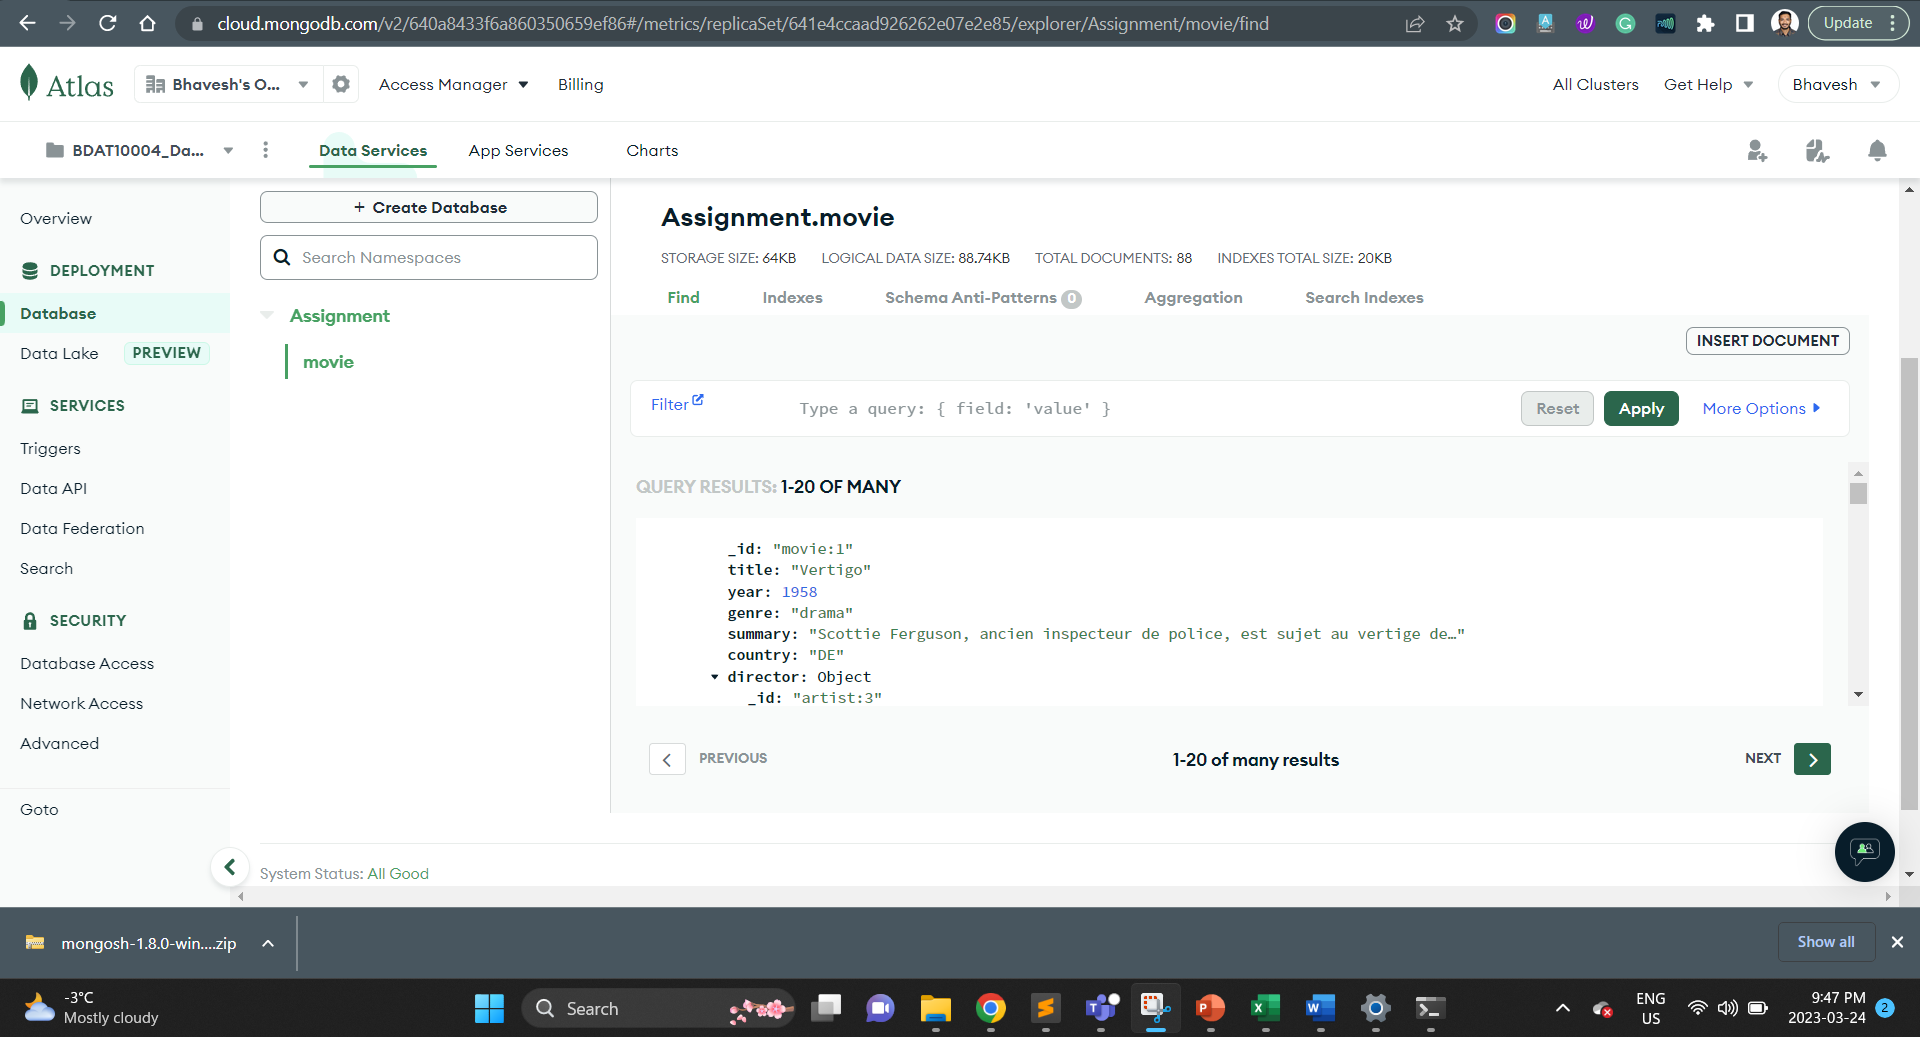 cloud.mongodb.com/v2/640a8433f6a860350659ef86#/metrics/replicaSet/641e4ccaad926262e07e2e85/explorer/Assignment/movie/find
Update
Atlas
Bhavesh's O...
Access Manager
Billing
All Clusters
Get Help
Bhavesh
BDAT10004_Da...
Data Services
App Services
Charts
Overview
DEPLOYMENT
Database
Data Lake PREVIEW
SERVICES
Triggers
Data API
Data Federation
Search
SECURITY
Database Access
Network Access
Advanced
Goto
+ Create Database
Search Namespaces
Assignment
movie
Assignment.movie
STORAGE SIZE: 64KB LOGICAL DATA SIZE: 88.74KB TOTAL DOCUMENTS: 88 INDEXES TOTAL SIZE: 20KB
Find Indexes Schema Anti-Patterns 0 Aggregation Search Indexes
INSERT DOCUMENT
Filter Type a query: { field: 'value' } Reset Apply More Options
QUERY RESULTS: 1-20 OF MANY
_id: "movie:1"
title: "Vertigo"
year: 1958
genre: "drama"
summary: "Scottie Ferguson, ancien inspecteur de police, est sujet au vertige de…"
country: "DE"
director: Object
_id: "artist:3"
PREVIOUS 1-20 of many results NEXT
System Status: All Good
mongosh-1.8.0-win....zip
Show all
-3°C
Mostly cloudy
Search
ENG
US
9:47 PM
2023-03-24
2